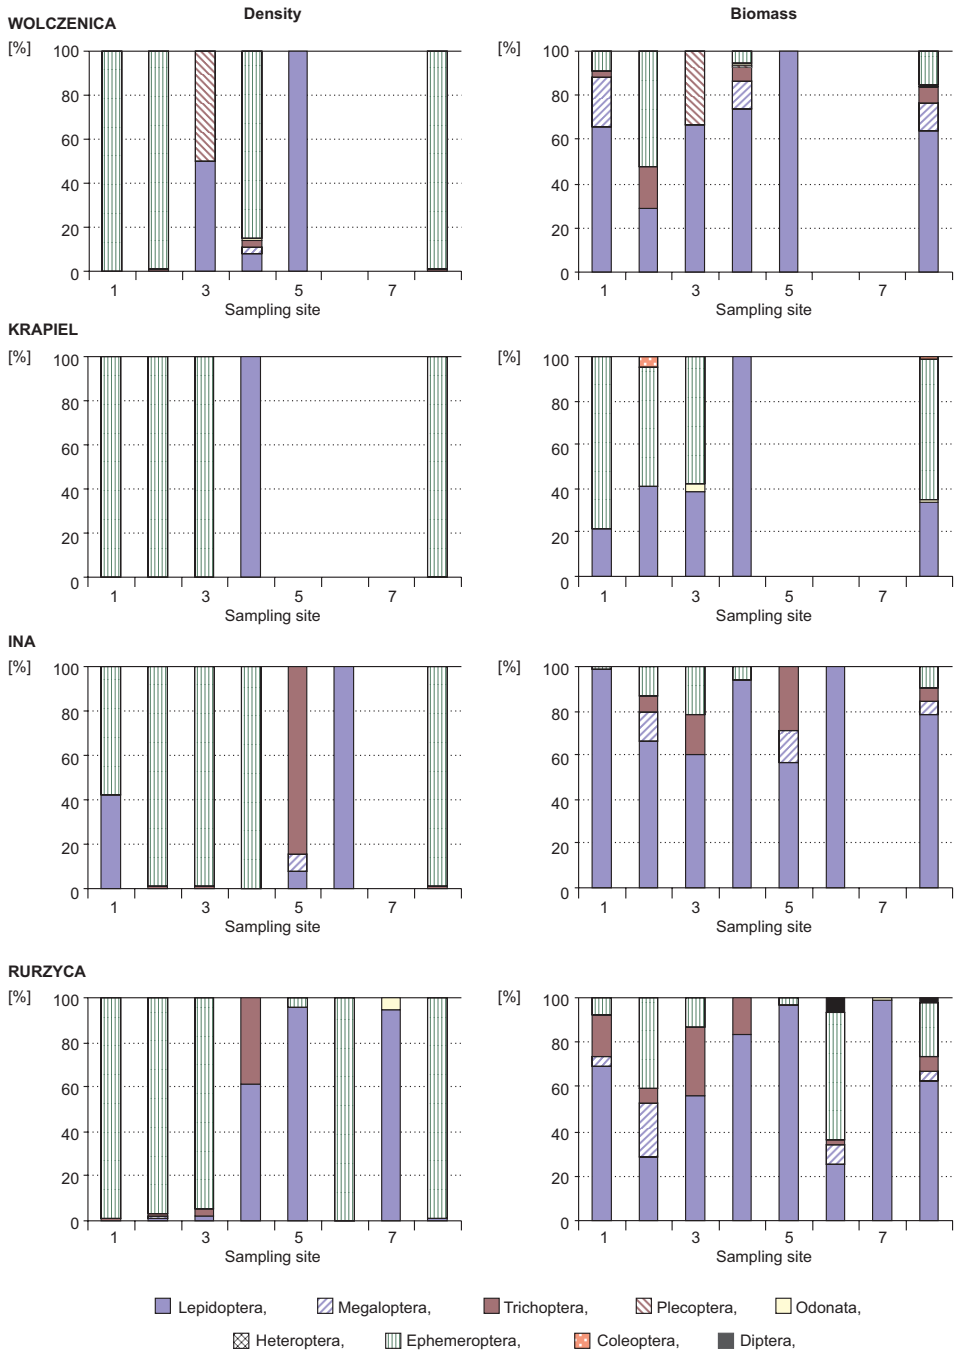 Density Biomass
WOLCZENICA
[%] 100 [%] 100
80 80
60 60
40 40
20 20
0 0
1 3 5 7 1 3 5 7
Sampling site Sampling site
KRAPIEL
[%] 100 [%] 100
80 80
60 60
40 40
20 20
0 0
1 3 5 7 1 3 5 7
Sampling site Sampling site
INA
[%] 100 [%] 100
80 80
60 60
40 40
20 20
0 0
1 3 5 7 1 3 5 7
Sampling site Sampling site
RURZYCA
[%] 100 [%] 100
80 80
60 60
40 40
20 20
0 0
1 3 5 7 1 3 5 7
Sampling site Sampling site
Lepidoptera, Megaloptera, Trichoptera, Plecoptera, Odonata,
Heteroptera, Ephemeroptera, Coleoptera, Diptera,